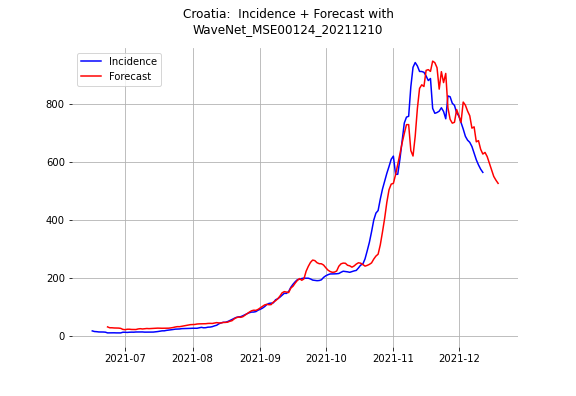 Croatia:  Incidence + Forecast with
WaveNet_MSE00124_20211210
Incidence
Forecast
800
600
400
200
0
2021-07 2021-08 2021-09 2021-10 2021-11 2021-12